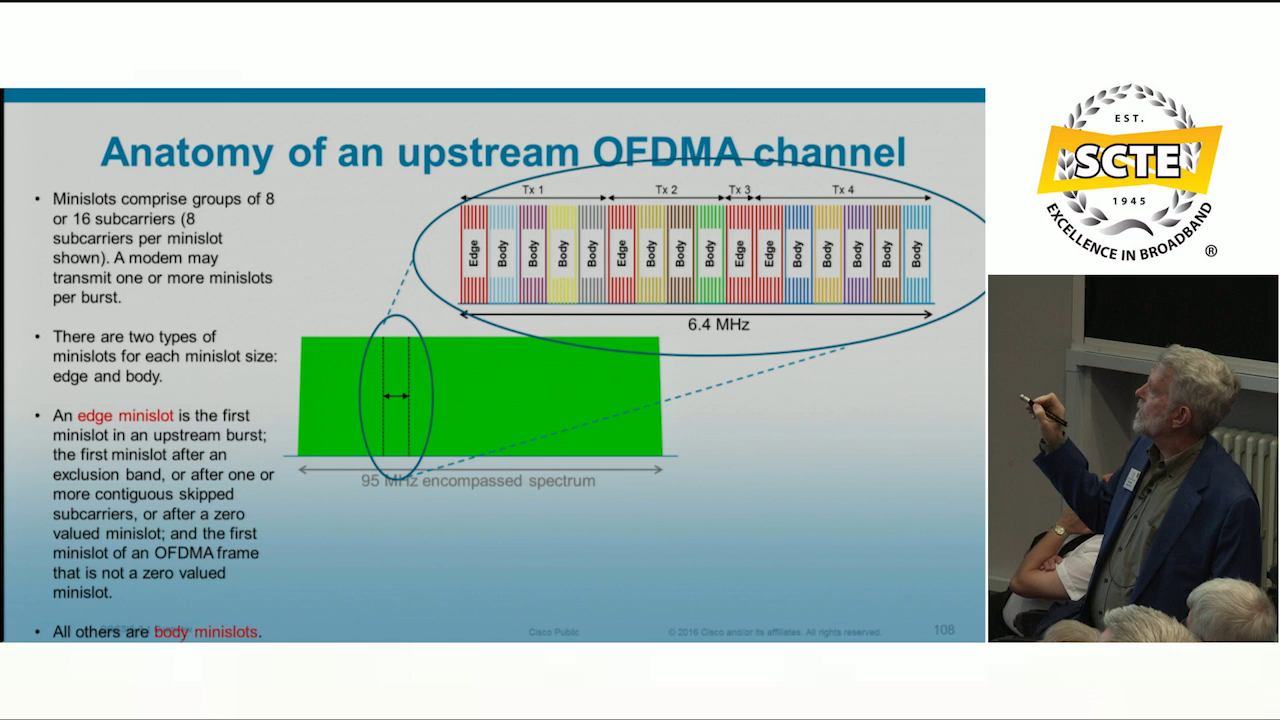 Anatomy of an upstream OFDMA channel
• Minislots comprise groups of 8
or 16 subcarriers (8
subcarriers per minislot
shown). A modem may
transmit one or more minislots
per burst.
• There are two types of
minislots for each minislot size:
edge and body.
• An edge minislot is the first
minislot in an upstream burst;
the first minislot after an
exclusion band, or after one or
more contiguous skipped
subcarriers, or after a zero
valued minislot; and the first
minislot of an OFDMA frame
that is not a zero valued
minislot.
• All others are body minislots.
Tx 1 Tx 2 Tx 3 Tx 4
Edge Body Body Body Body Edge Body Body Body Edge Edge Body Body Body Body Body
6.4 MHz
95 MHz encompassed spectrum
Cisco Public
© 2016 Cisco and/or its affiliates. All rights reserved.
108
EST.
SCTE
1945
EXCELLENCE IN BROADBAND
®